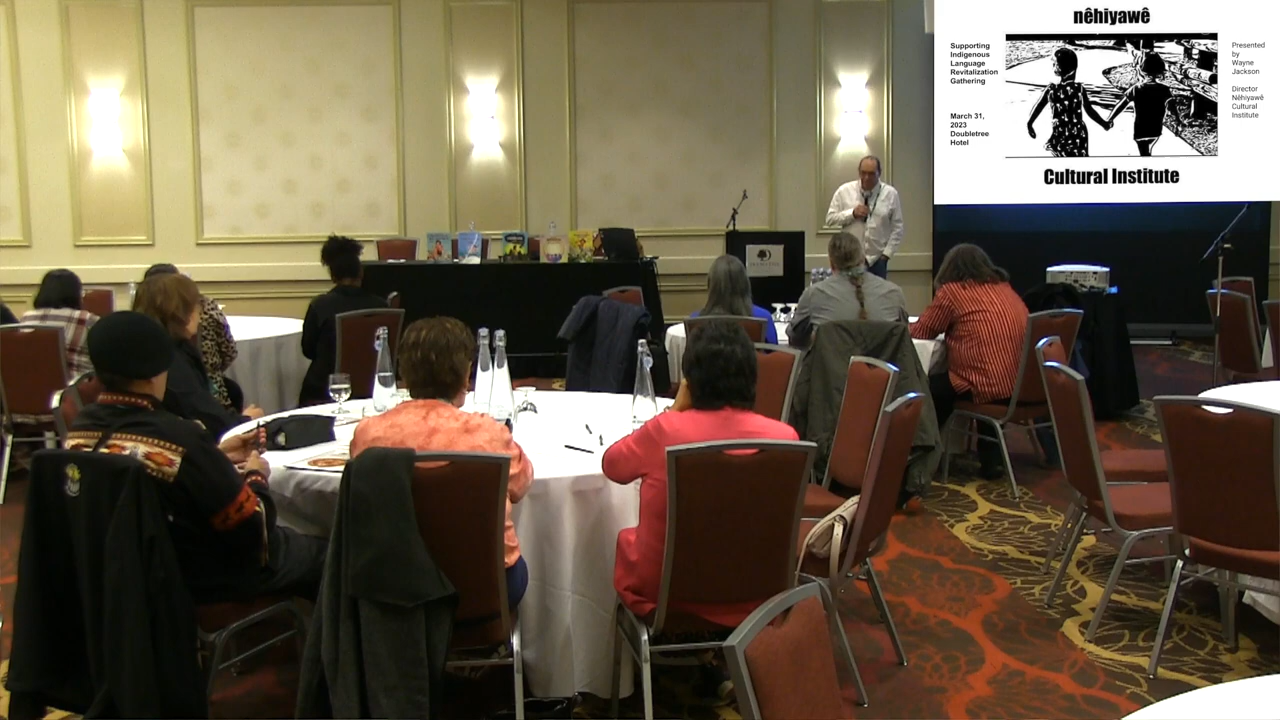 nêhiyawê
Supporting
Indigenous
Language
Revitalization
Gathering
March 31,
2023
Doubletree
Hotel
Presented
by
Wayne
Jackson
Director
Nêhiyawê
Cultural
Institute
Cultural Institute